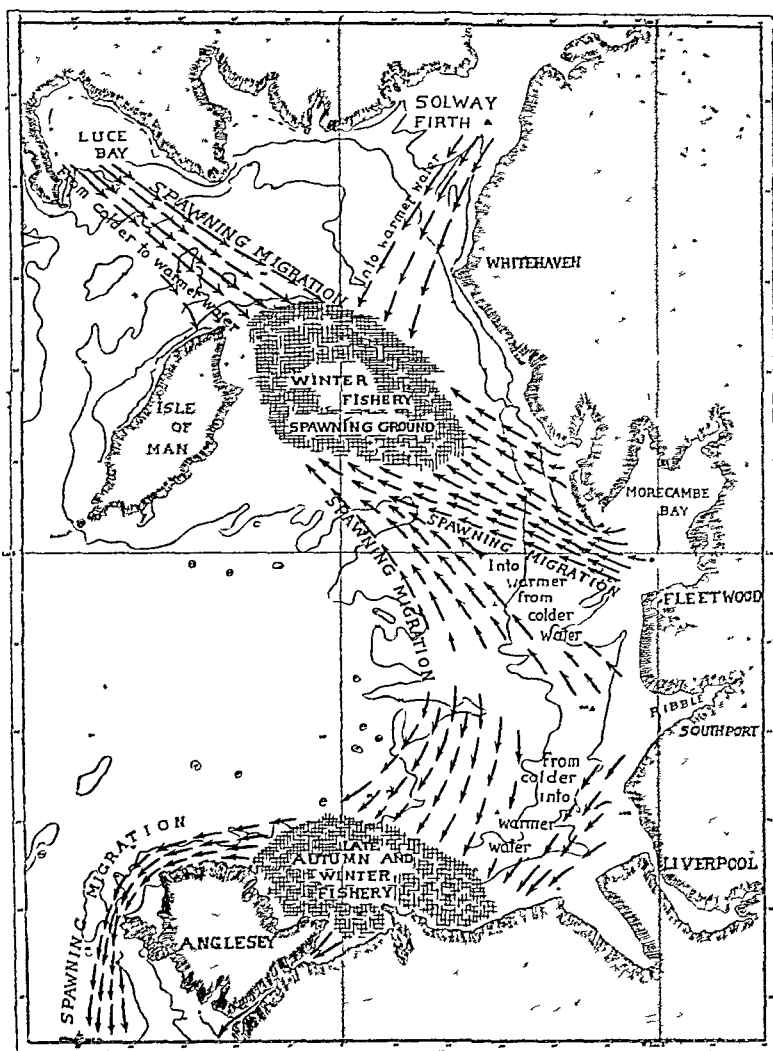 SOLWAY
FIRTH
LUCE
BAY
SPAWNING MIGRATION
From colder to warmer water
Into warmer water
WHITEHAVEN
WINTER
FISHERY
SPAWNING GROUND
ISLE
OF
MAN
MORECAMBE
BAY
SPAWNING MIGRATION
SPAWNING MIGRATION
Into
warmer
from
colder
water
FLEETWOOD
RIBBLE
SOUTHPORT
From
colder
into
warmer
water
LIVERPOOL
LATE
AUTUMN AND
WINTER
FISHERY
SPAWNING MIGRATION
ANGLESEY